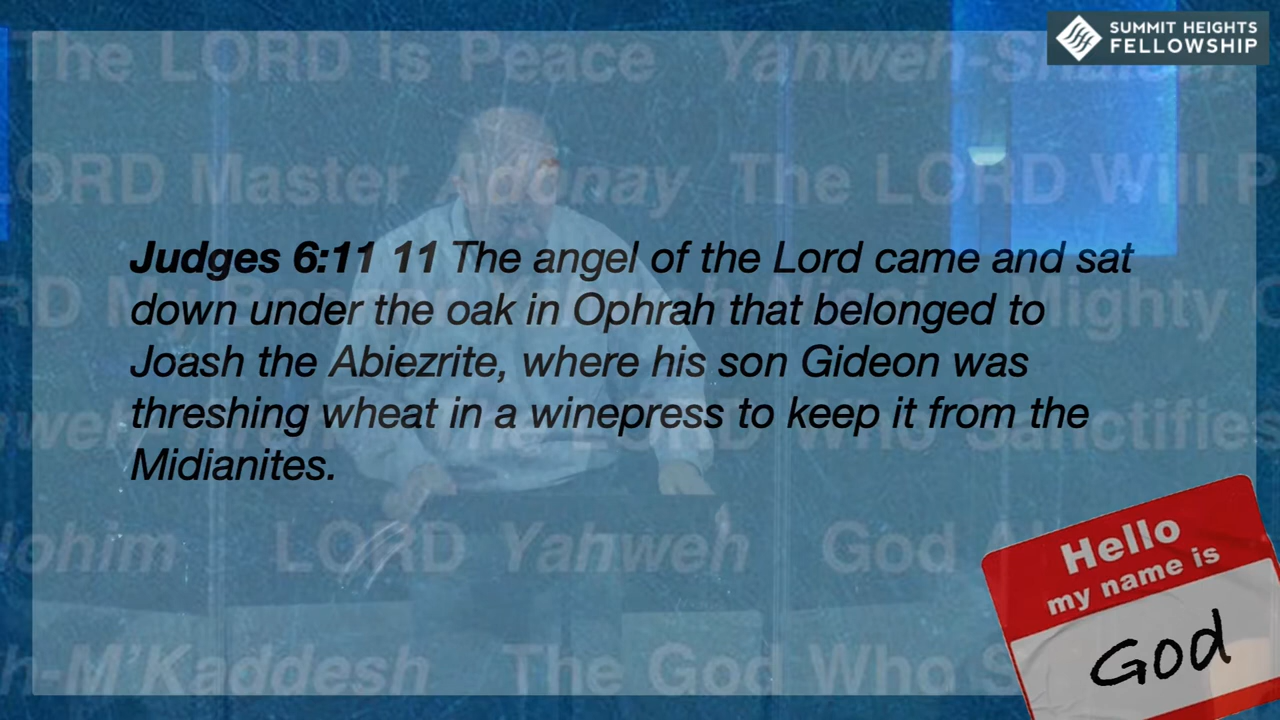 SUMMIT HEIGHTS
FELLOWSHIP
The LORD is Peace Yahweh-Shalom
LORD Master Adonay The LORD Will P
Judges 6:11 11 The angel of the Lord came and sat
down under the oak in Ophrah that belonged to
Joash the Abiezrite, where his son Gideon was
threshing wheat in a winepress to keep it from the
Midianites.
Mighty
LORD Who Sanctifies
lohim LORD Yahweh God
h-M'Kaddesh The God Who S
Hello
my name is
God